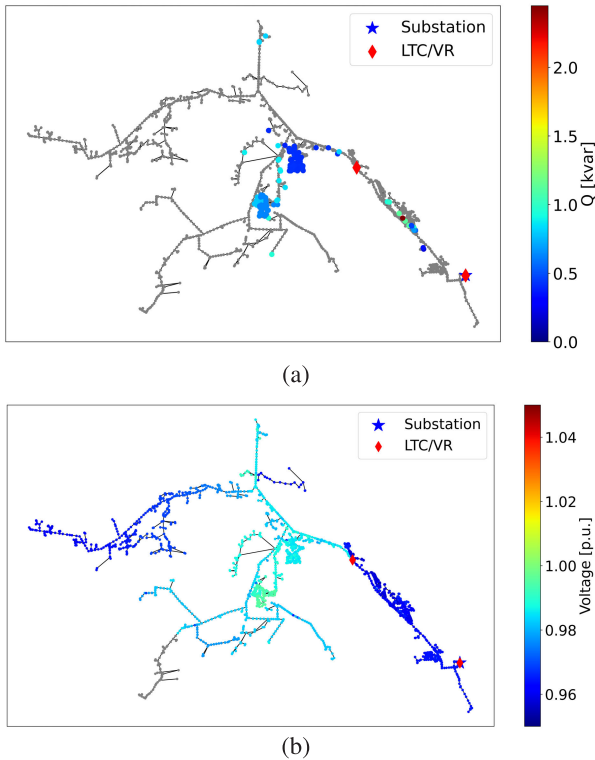 Substation
LTC/VR
2.0
1.5
1.0
0.5
0.0
Q [kvar]
(a)
Substation
LTC/VR
1.04
1.02
1.00
0.98
0.96
Voltage [p.u.]
(b)